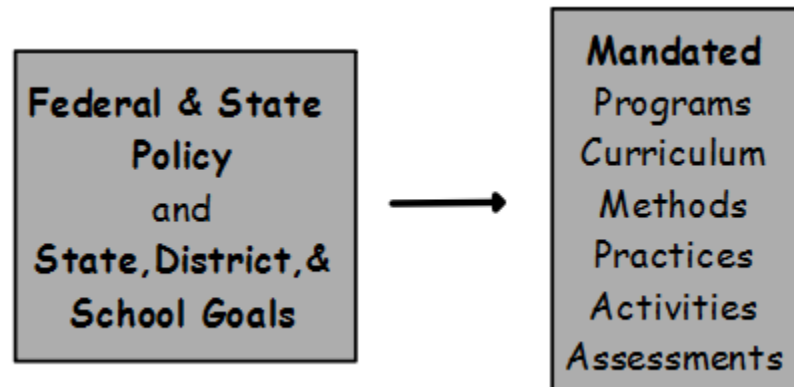 Federal & State
Policy
and
State,District,&
School Goals
Mandated
Programs
Curriculum
Methods
Practices
Activities
Assessments